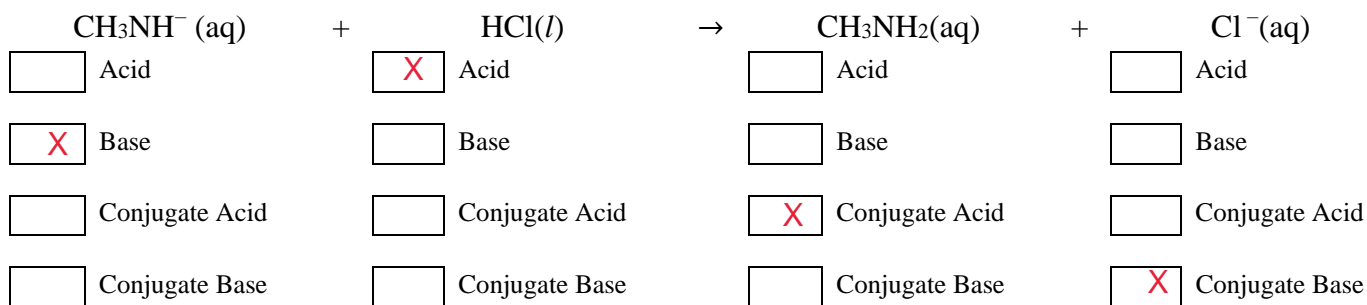 CH₃NH⁻ (aq) + HCl(l) → CH₃NH₂(aq) + Cl⁻(aq)
Acid X Acid Acid Acid
X Base Base Base Base
Conjugate Acid Conjugate Acid X Conjugate Acid Conjugate Acid
Conjugate Base Conjugate Base Conjugate Base X Conjugate Base